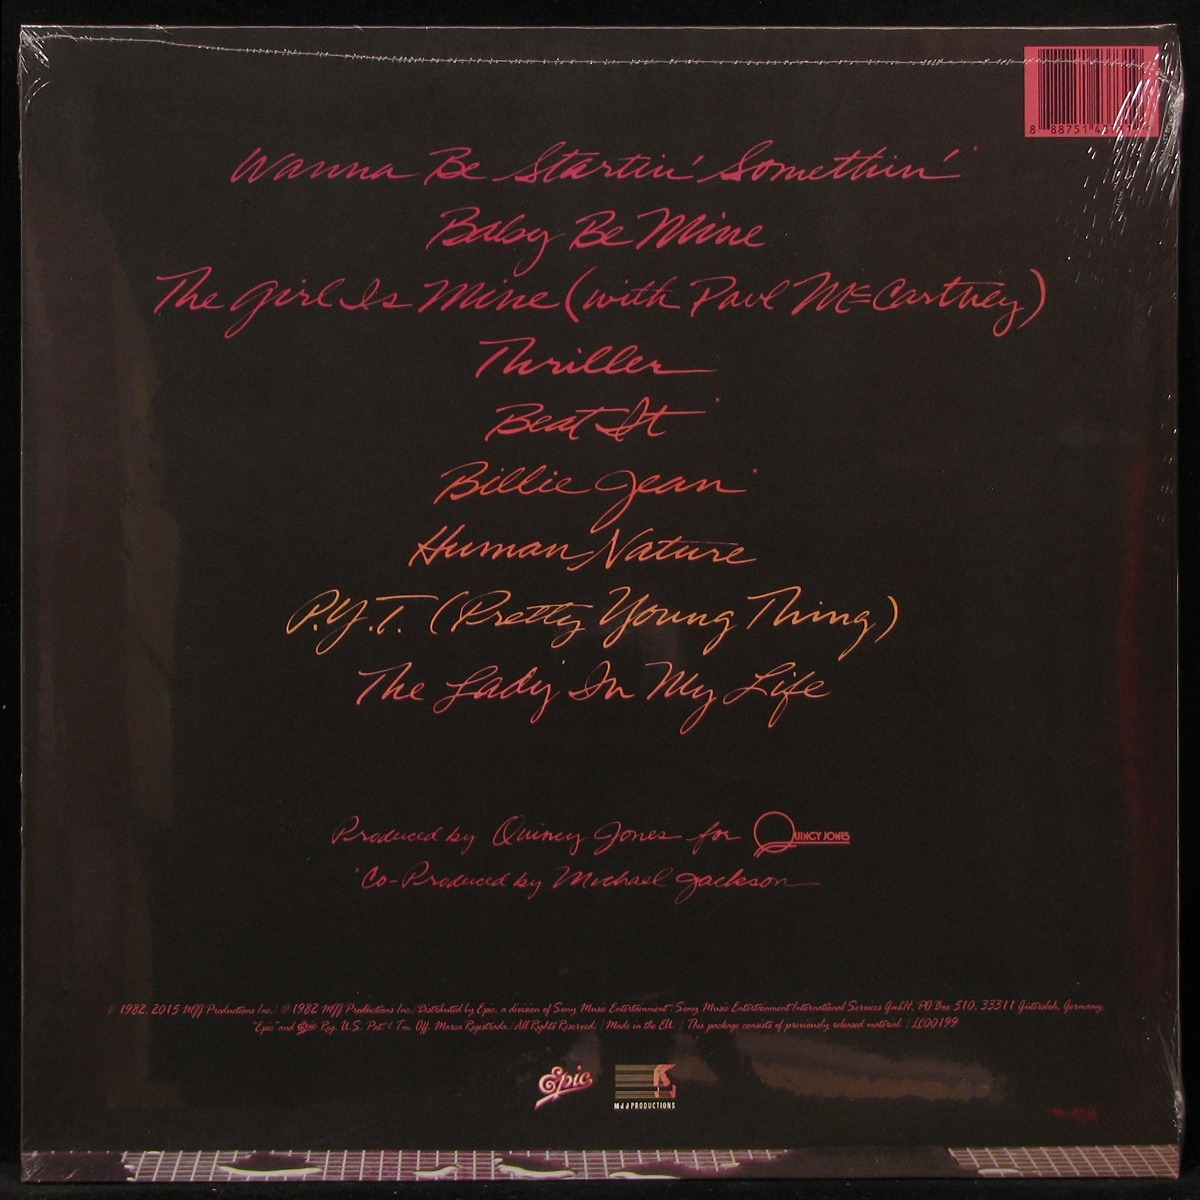 8 88751 4
Wanna Be Startin' Somethin'*
Baby Be Mine
The Girl Is Mine (with Paul McCartney)
Thriller
Beat It*
Billie Jean*
Human Nature
P.Y.T. (Pretty Young Thing)
The Lady In My Life
Produced by Quincy Jones for QUINCY JONES
*Co-Produced by Michael Jackson
© 1982, 2015 MJJ Productions Inc./ ℗ 1982 MJJ Productions Inc./Distributed by Epic, a division of Sony Music Entertainment/Sony Music Entertainment International Services GmbH, PO Box 510, 33311 Gütersloh, Germany.
"Epic" and Epic Reg. U.S. Pat. & Tm. Off. Marca Registrada./All Rights Reserved. / Made in the EU. / This package consists of previously released material. / LC00199
Epic
MJJ PRODUCTIONS